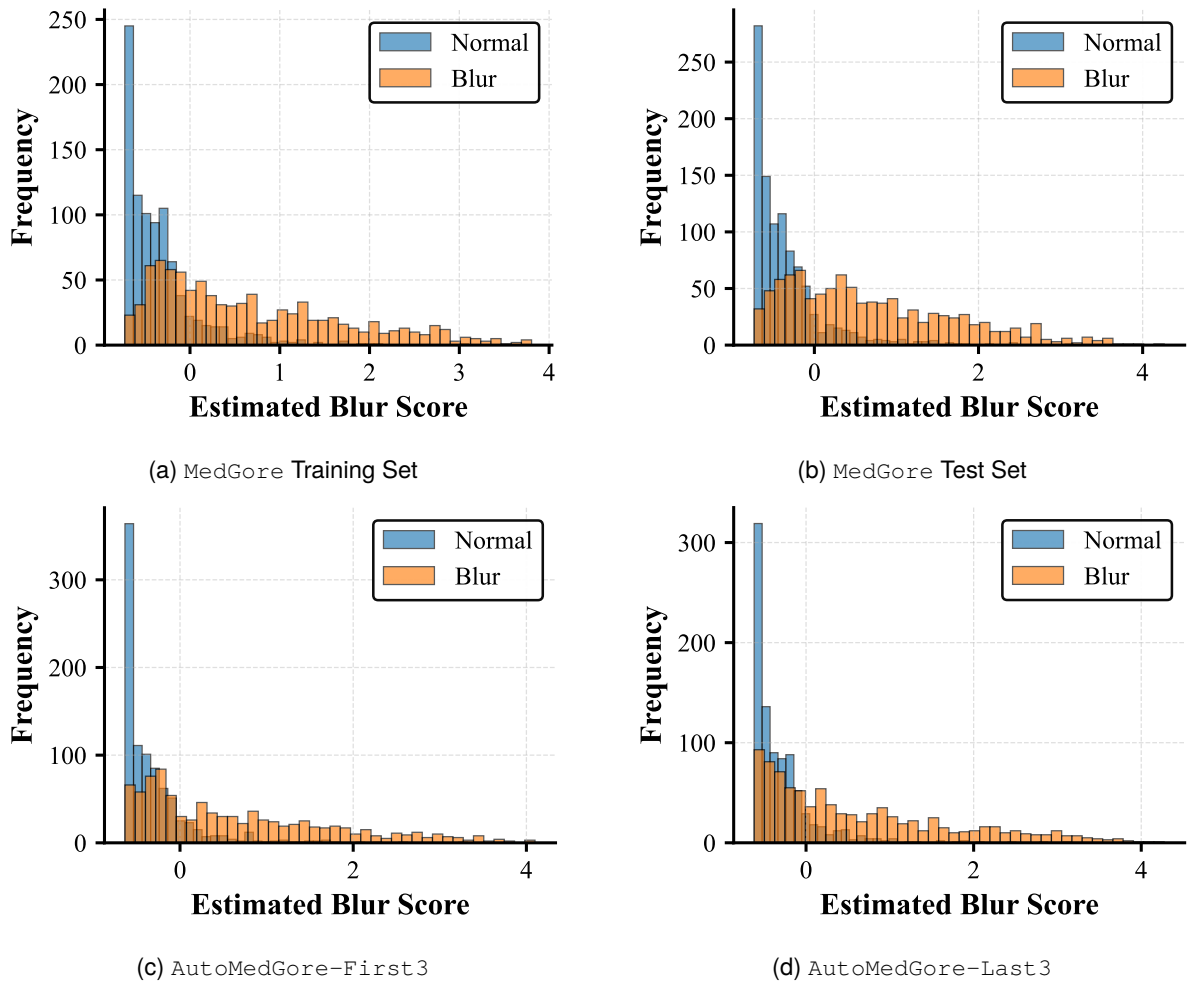 250
200
150
100
50
0
Frequency
Normal
Blur
0 1 2 3 4
Estimated Blur Score
(a) MedGore Training Set
250
200
150
100
50
0
Frequency
Normal
Blur
0 2 4
Estimated Blur Score
(b) MedGore Test Set
300
200
100
0
Frequency
Normal
Blur
0 2 4
Estimated Blur Score
(c) AutoMedGore-First3
300
200
100
0
Frequency
Normal
Blur
0 2 4
Estimated Blur Score
(d) AutoMedGore-Last3